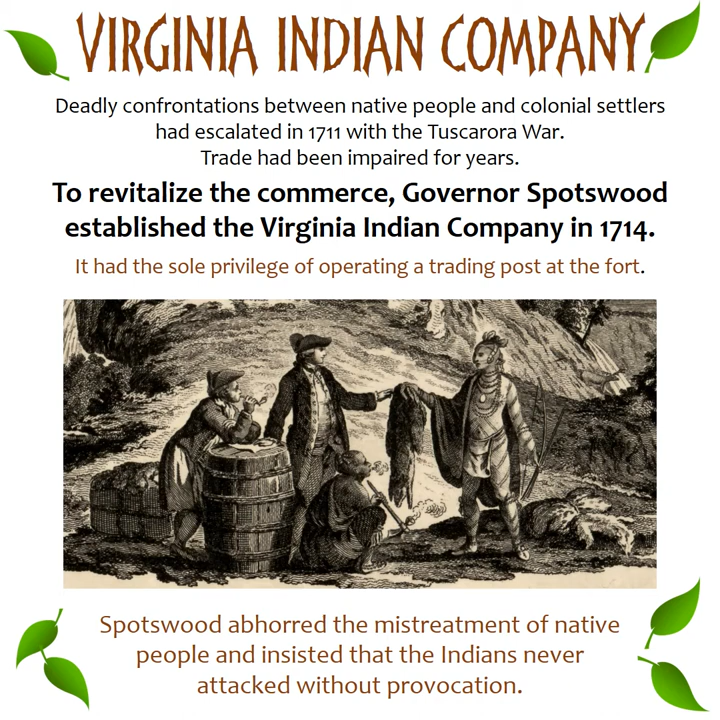 VIRGINIA INDIAN COMPANY
Deadly confrontations between native people and colonial settlers
had escalated in 1711 with the Tuscarora War.
Trade had been impaired for years.
To revitalize the commerce, Governor Spotswood
established the Virginia Indian Company in 1714.
It had the sole privilege of operating a trading post at the fort.
Spotswood abhorred the mistreatment of native
people and insisted that the Indians never
attacked without provocation.